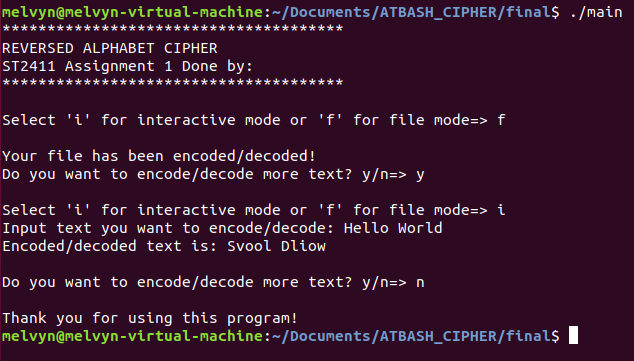 melvyn@melvyn-virtual-machine:~/Documents/ATBASH_CIPHER/final$ ./main
**************************************
REVERSED ALPHABET CIPHER
ST2411 Assignment 1 Done by:
**************************************
Select 'i' for interactive mode or 'f' for file mode=> f
Your file has been encoded/decoded!
Do you want to encode/decode more text? y/n=> y
Select 'i' for interactive mode or 'f' for file mode=> i
Input text you want to encode/decode: Hello World
Encoded/decoded text is: Svool Dliow
Do you want to encode/decode more text? y/n=> n
Thank you for using this program!
melvyn@melvyn-virtual-machine:~/Documents/ATBASH_CIPHER/final$